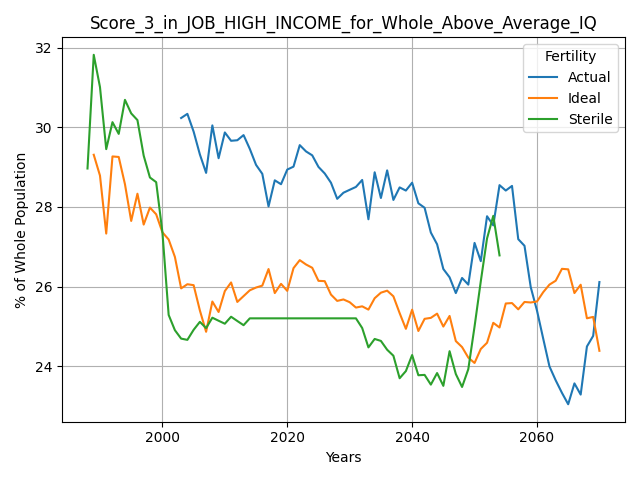 Score_3_in_JOB_HIGH_INCOME_for_Whole_Above_Average_IQ
Fertility
Actual
Ideal
Sterile
% of Whole Population
32
30
28
26
24
2000 2020 2040 2060
Years